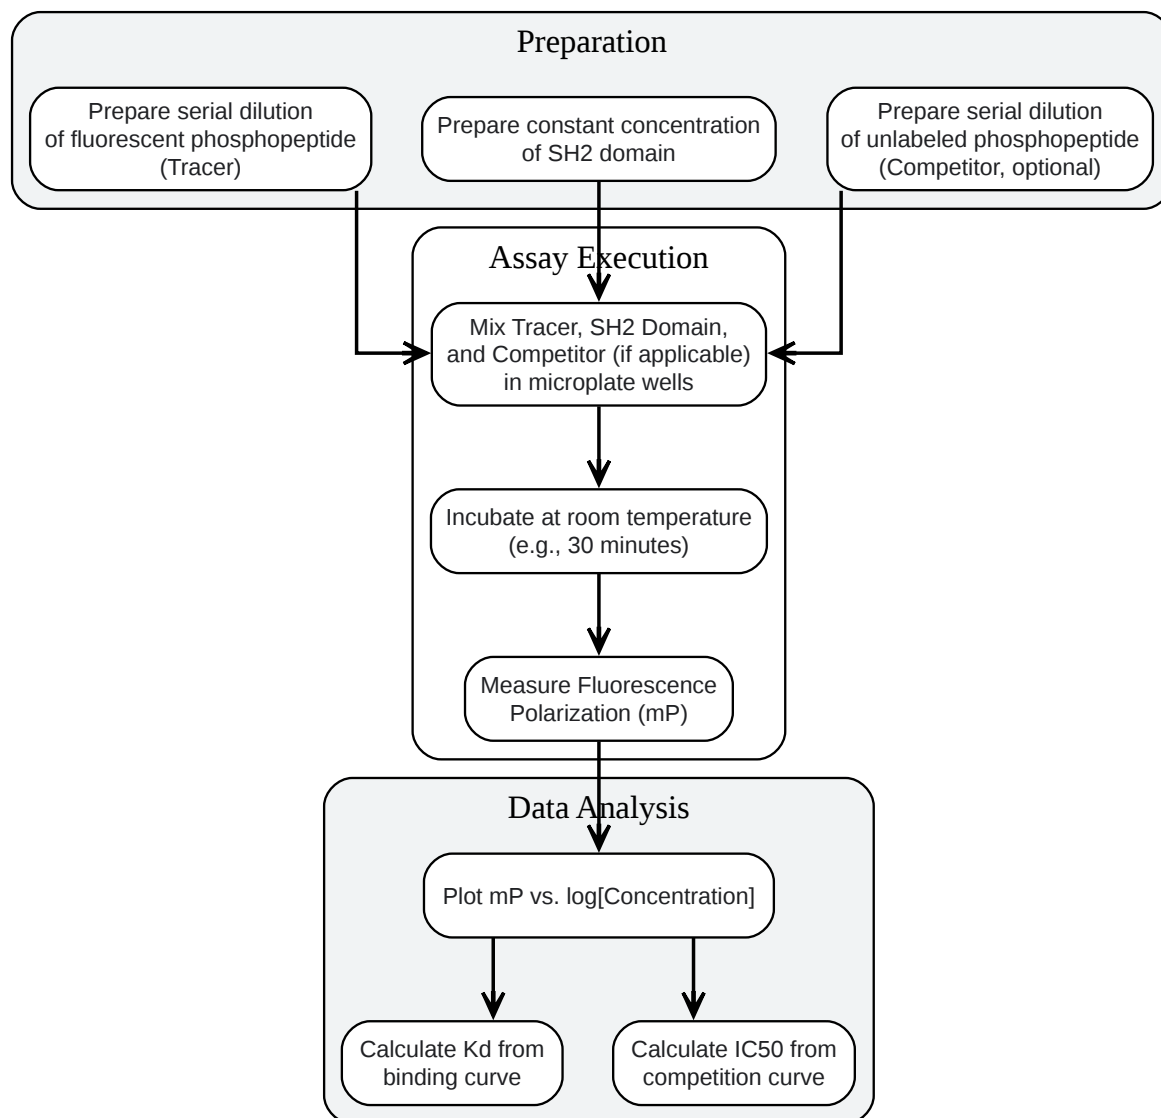 Preparation
Prepare serial dilution
of fluorescent phosphopeptide
(Tracer)
Prepare constant concentration
of SH2 domain
Prepare serial dilution
of unlabeled phosphopeptide
(Competitor, optional)
Assay Execution
Mix Tracer, SH2 Domain,
and Competitor (if applicable)
in microplate wells
Incubate at room temperature
(e.g., 30 minutes)
Measure Fluorescence
Polarization (mP)
Data Analysis
Plot mP vs. log[Concentration]
Calculate Kd from
binding curve
Calculate IC50 from
competition curve